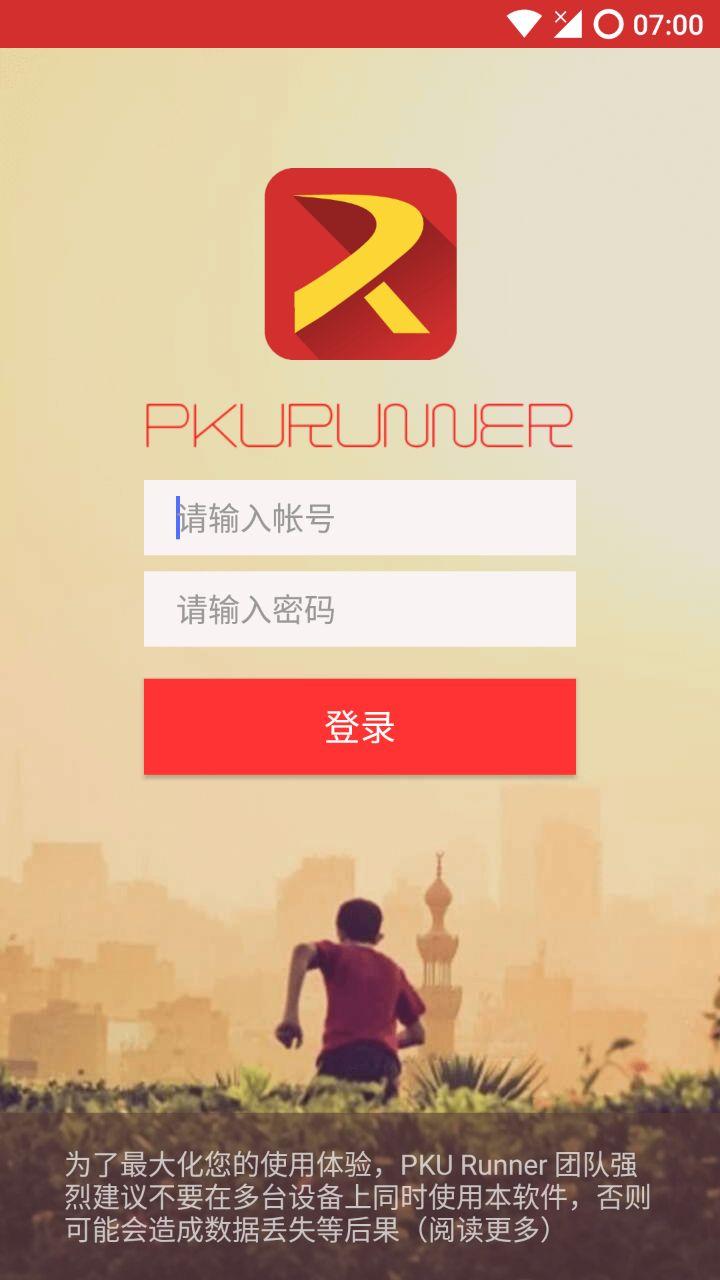 07:00
PKURUNNER
请输入帐号
请输入密码
登录
为了最大化您的使用体验，PKU Runner 团队强
烈建议不要在多台设备上同时使用本软件，否则
可能会造成数据丢失等后果（阅读更多）